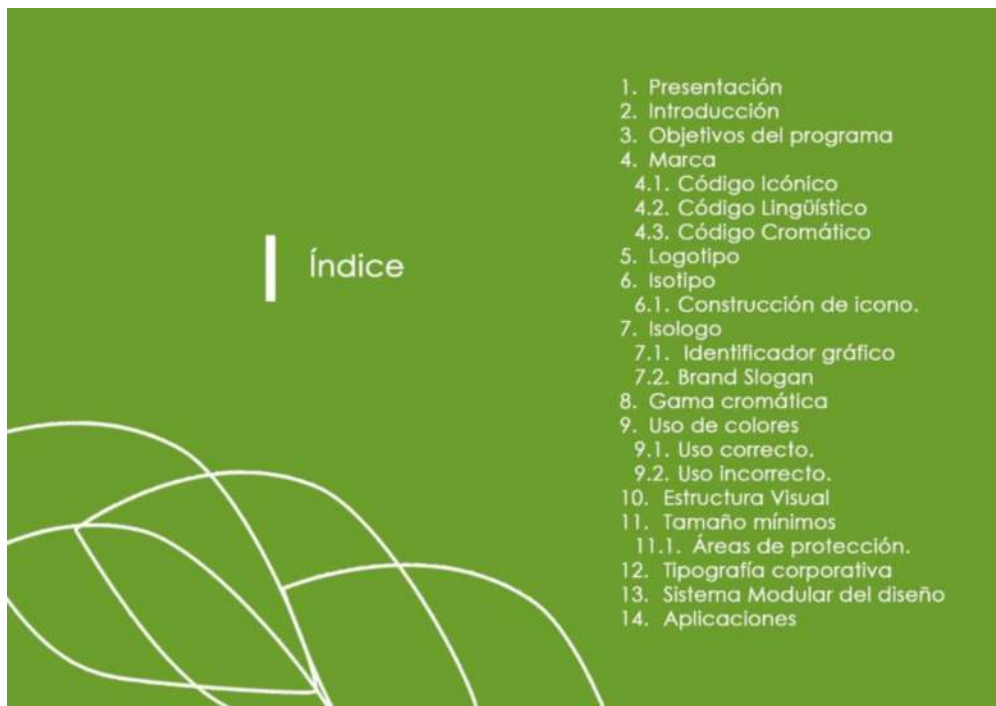 Índice
1. Presentación
2. Introducción
3. Objetivos del programa
4. Marca
4.1. Código Icónico
4.2. Código Lingüístico
4.3. Código Cromático
5. Logotipo
6. Isotipo
6.1. Construcción de icono.
7. Isologo
7.1. Identificador gráfico
7.2. Brand Slogan
8. Gama cromática
9. Uso de colores
9.1. Uso correcto.
9.2. Uso incorrecto.
10. Estructura Visual
11. Tamaño mínimos
11.1. Áreas de protección.
12. Tipografía corporativa
13. Sistema Modular del diseño
14. Aplicaciones